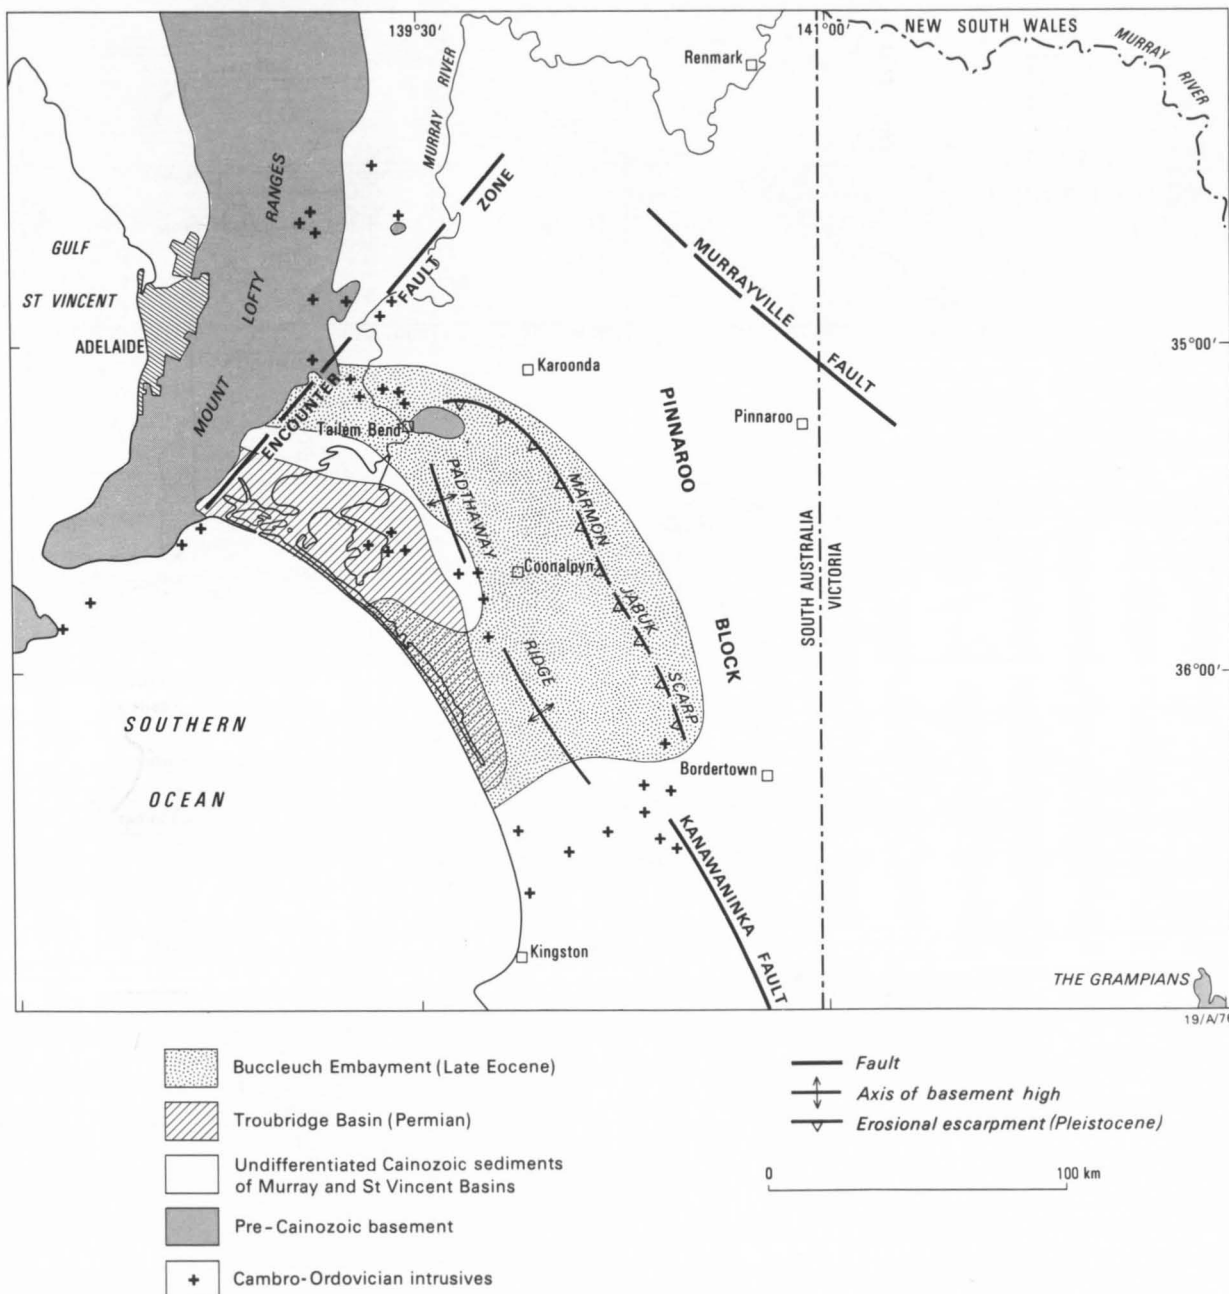 139°30′
141°00′
NEW SOUTH WALES
MURRAY
RIVER
Renmark
MURRAY RIVER
RANGES
ZONE
GULF
ST VINCENT
LOFTY
FAULT
MURRAYVILLE
FAULT
ADELAIDE
35°00′
Karoonda
MOUNT
ENCOUNTER
PINNAROO
Pinnaroo
Tailem Bend
PADTHAWAY
MARMON
Coonalpyn
JABUK
SOUTH AUSTRALIA
VICTORIA
RIDGE
BLOCK
SCARP
36°00′
SOUTHERN
OCEAN
Bordertown
KANAWANINKA
FAULT
Kingston
THE GRAMPIANS
Buccleuch Embayment (Late Eocene)
Troubridge Basin (Permian)
Undifferentiated Cainozoic sediments
of Murray and St Vincent Basins
Pre-Cainozoic basement
Cambro-Ordovician intrusives
Fault
Axis of basement high
Erosional escarpment (Pleistocene)
0 100 km